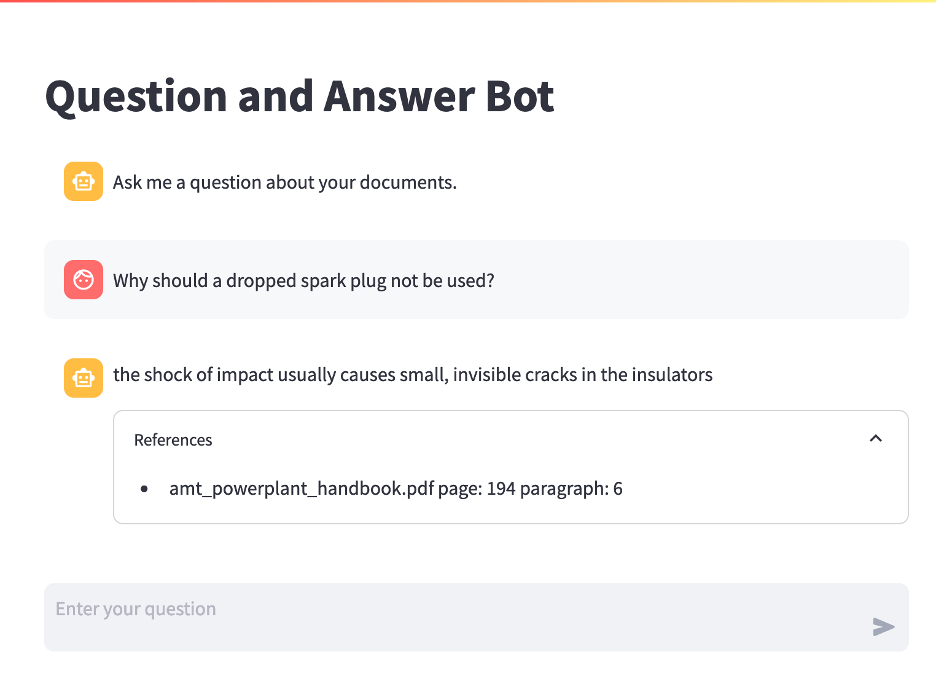 Question and Answer Bot
Ask me a question about your documents.
Why should a dropped spark plug not be used?
the shock of impact usually causes small, invisible cracks in the insulators
References
amt_powerplant_handbook.pdf page: 194 paragraph: 6
Enter your question